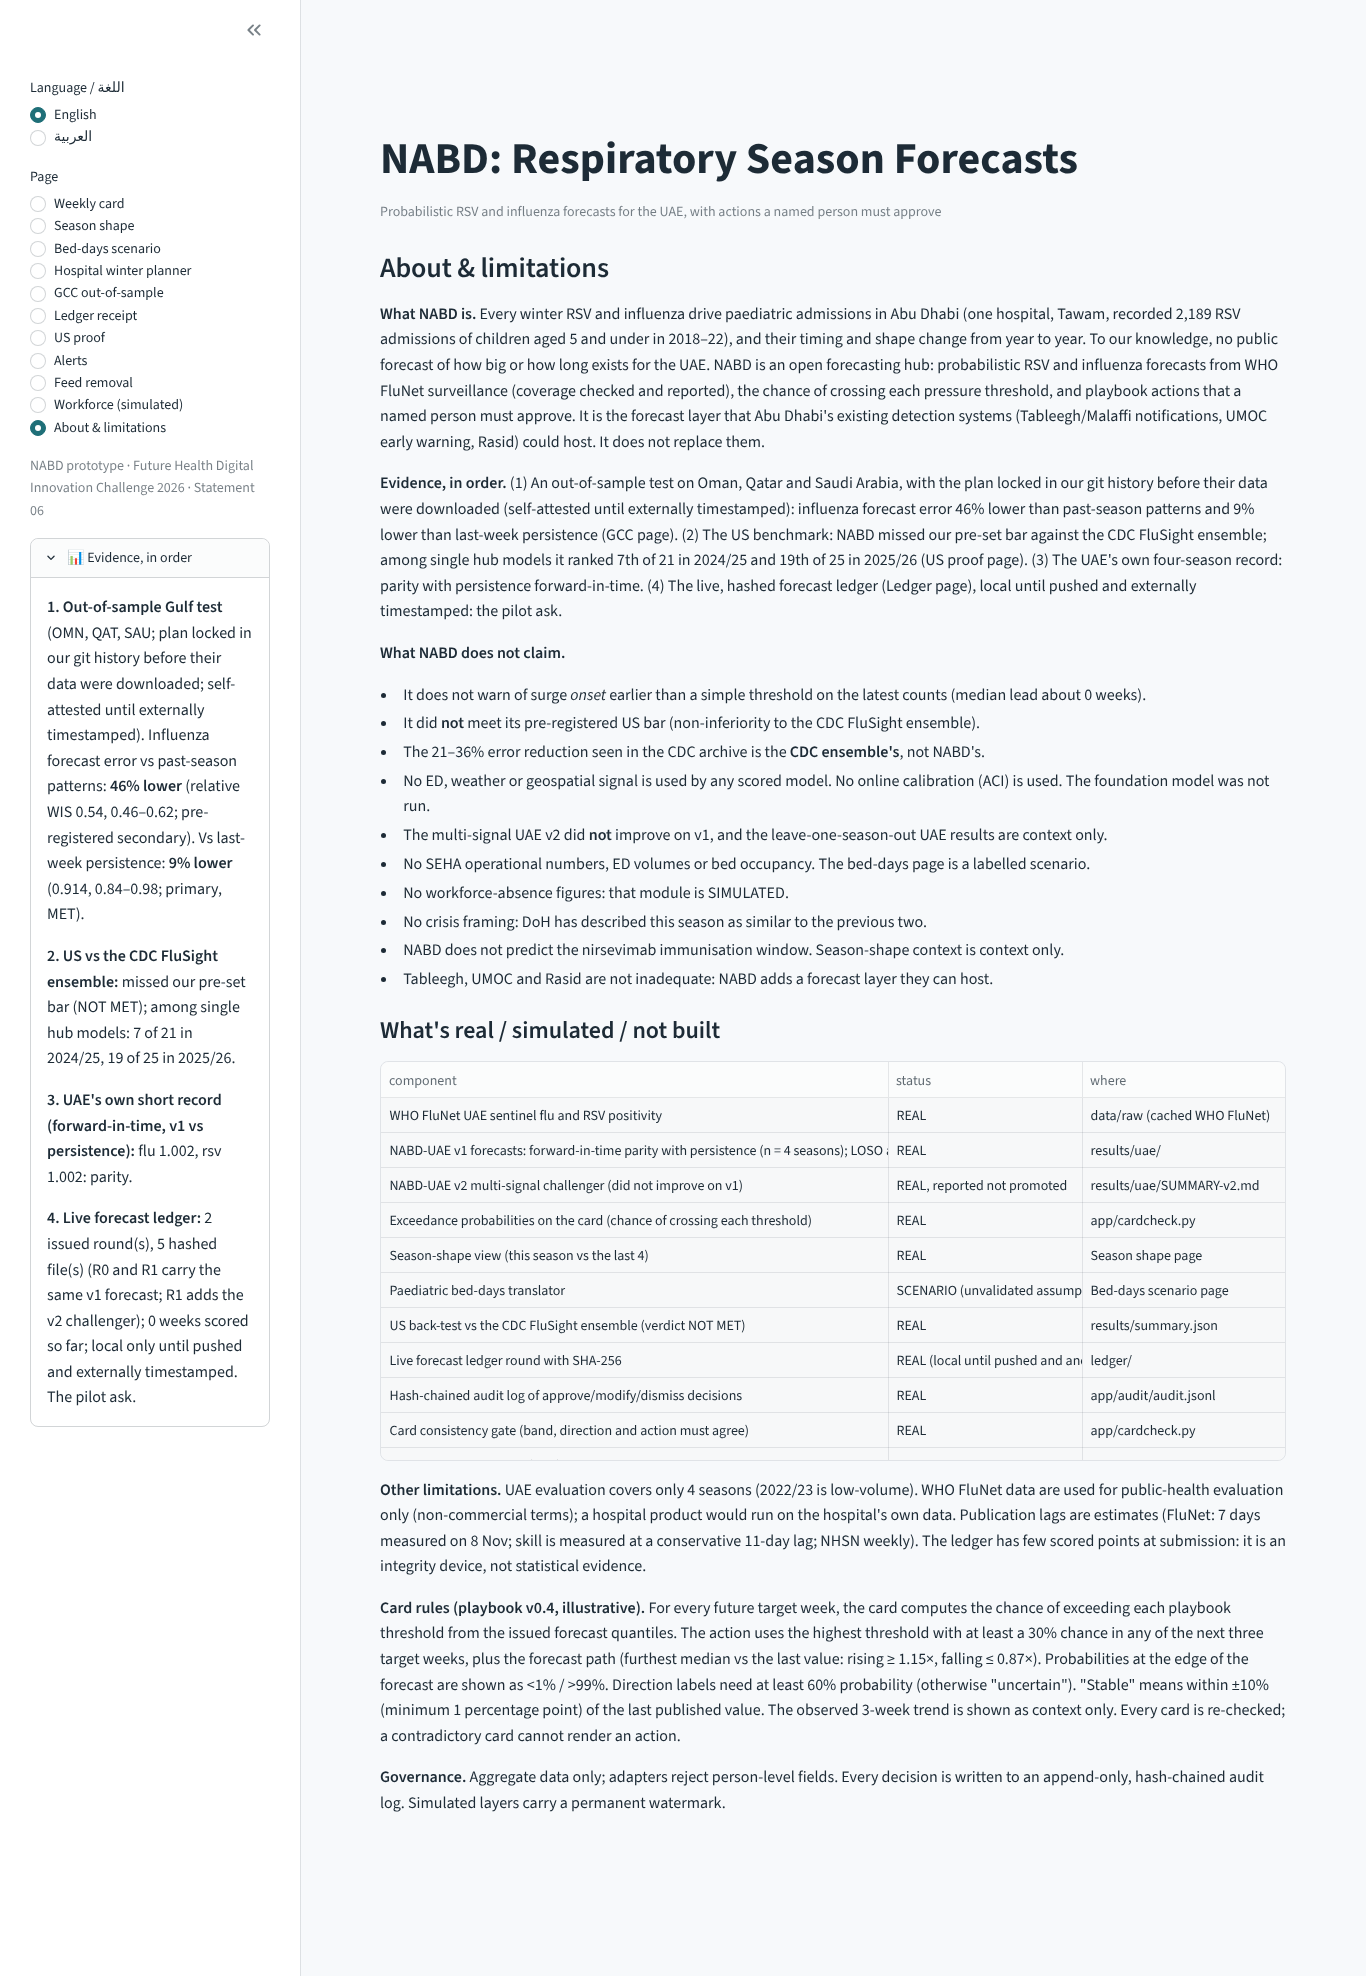 Language / اللغة
English
العربية
Page
Weekly card
Season shape
Bed-days scenario
Hospital winter planner
GCC out-of-sample
Ledger receipt
US proof
Alerts
Feed removal
Workforce (simulated)
About & limitations
NABD prototype · Future Health Digital
Innovation Challenge 2026 · Statement
06
📊 Evidence, in order
1. Out-of-sample Gulf test
(OMN, QAT, SAU; plan locked in
our git history before their
data were downloaded; self-
attested until externally
timestamped). Influenza
forecast error vs past-season
patterns: 46% lower (relative
WIS 0.54, 0.46–0.62; pre-
registered secondary). Vs last-
week persistence: 9% lower
(0.914, 0.84–0.98; primary,
MET).
2. US vs the CDC FluSight
ensemble: missed our pre-set
bar (NOT MET); among single
hub models: 7 of 21 in
2024/25, 19 of 25 in 2025/26.
3. UAE's own short record
(forward-in-time, v1 vs
persistence): flu 1.002, rsv
1.002: parity.
4. Live forecast ledger: 2
issued round(s), 5 hashed
file(s) (R0 and R1 carry the
same v1 forecast; R1 adds the
v2 challenger); 0 weeks scored
so far; local only until pushed
and externally timestamped.
The pilot ask.
NABD: Respiratory Season Forecasts
Probabilistic RSV and influenza forecasts for the UAE, with actions a named person must approve
About & limitations
What NABD is. Every winter RSV and influenza drive paediatric admissions in Abu Dhabi (one hospital, Tawam, recorded 2,189 RSV
admissions of children aged 5 and under in 2018–22), and their timing and shape change from year to year. To our knowledge, no public
forecast of how big or how long exists for the UAE. NABD is an open forecasting hub: probabilistic RSV and influenza forecasts from WHO
FluNet surveillance (coverage checked and reported), the chance of crossing each pressure threshold, and playbook actions that a
named person must approve. It is the forecast layer that Abu Dhabi's existing detection systems (Tableegh/Malaffi notifications, UMOC
early warning, Rasid) could host. It does not replace them.
Evidence, in order. (1) An out-of-sample test on Oman, Qatar and Saudi Arabia, with the plan locked in our git history before their data
were downloaded (self-attested until externally timestamped): influenza forecast error 46% lower than past-season patterns and 9%
lower than last-week persistence (GCC page). (2) The US benchmark: NABD missed our pre-set bar against the CDC FluSight ensemble;
among single hub models it ranked 7th of 21 in 2024/25 and 19th of 25 in 2025/26 (US proof page). (3) The UAE's own four-season record:
parity with persistence forward-in-time. (4) The live, hashed forecast ledger (Ledger page), local until pushed and externally
timestamped: the pilot ask.
What NABD does not claim.
• It does not warn of surge onset earlier than a simple threshold on the latest counts (median lead about 0 weeks).
• It did not meet its pre-registered US bar (non-inferiority to the CDC FluSight ensemble).
• The 21–36% error reduction seen in the CDC archive is the CDC ensemble's, not NABD's.
• No ED, weather or geospatial signal is used by any scored model. No online calibration (ACI) is used. The foundation model was not
run.
• The multi-signal UAE v2 did not improve on v1, and the leave-one-season-out UAE results are context only.
• No SEHA operational numbers, ED volumes or bed occupancy. The bed-days page is a labelled scenario.
• No workforce-absence figures: that module is SIMULATED.
• No crisis framing: DoH has described this season as similar to the previous two.
• NABD does not predict the nirsevimab immunisation window. Season-shape context is context only.
• Tableegh, UMOC and Rasid are not inadequate: NABD adds a forecast layer they can host.
What's real / simulated / not built
component status where
WHO FluNet UAE sentinel flu and RSV positivity REAL data/raw (cached WHO FluNet)
NABD-UAE v1 forecasts: forward-in-time parity with persistence (n = 4 seasons); LOSO REAL results/uae/
NABD-UAE v2 multi-signal challenger (did not improve on v1) REAL, reported not promoted results/uae/SUMMARY-v2.md
Exceedance probabilities on the card (chance of crossing each threshold) REAL app/cardcheck.py
Season-shape view (this season vs the last 4) REAL Season shape page
Paediatric bed-days translator SCENARIO (unvalidated assump Bed-days scenario page
US back-test vs the CDC FluSight ensemble (verdict NOT MET) REAL results/summary.json
Live forecast ledger round with SHA-256 REAL (local until pushed and an ledger/
Hash-chained audit log of approve/modify/dismiss decisions REAL app/audit/audit.jsonl
Card consistency gate (band, direction and action must agree) REAL app/cardcheck.py
Other limitations. UAE evaluation covers only 4 seasons (2022/23 is low-volume). WHO FluNet data are used for public-health evaluation
only (non-commercial terms); a hospital product would run on the hospital's own data. Publication lags are estimates (FluNet: 7 days
measured on 8 Nov; skill is measured at a conservative 11-day lag; NHSN weekly). The ledger has few scored points at submission: it is an
integrity device, not statistical evidence.
Card rules (playbook v0.4, illustrative). For every future target week, the card computes the chance of exceeding each playbook
threshold from the issued forecast quantiles. The action uses the highest threshold with at least a 30% chance in any of the next three
target weeks, plus the forecast path (furthest median vs the last value: rising ≥ 1.15×, falling ≤ 0.87×). Probabilities at the edge of the
forecast are shown as <1% / >99%. Direction labels need at least 60% probability (otherwise "uncertain"). "Stable" means within ±10%
(minimum 1 percentage point) of the last published value. The observed 3-week trend is shown as context only. Every card is re-checked;
a contradictory card cannot render an action.
Governance. Aggregate data only; adapters reject person-level fields. Every decision is written to an append-only, hash-chained audit
log. Simulated layers carry a permanent watermark.